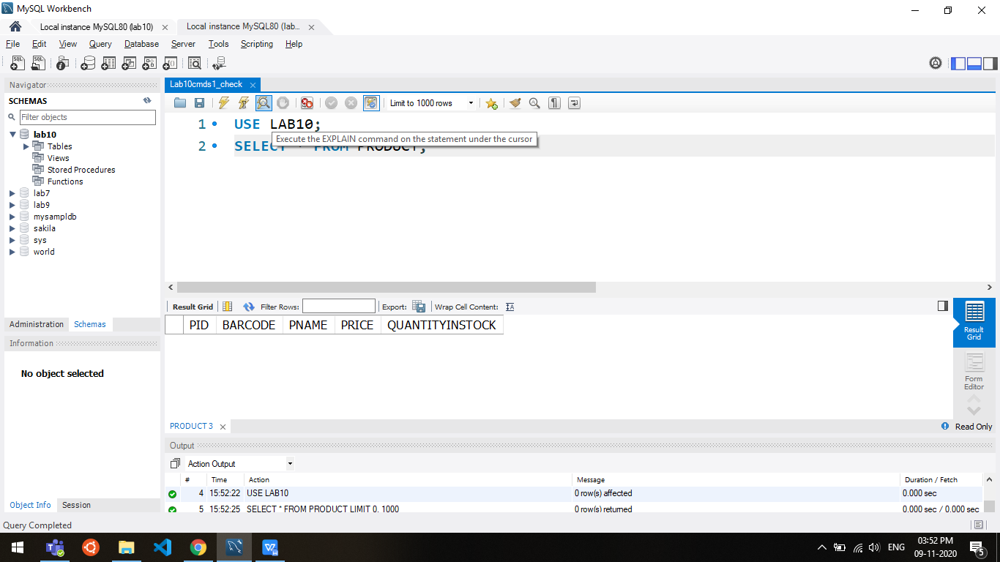 MySQL Workbench
Local instance MySQL80 (lab10) Local instance MySQL80 (lab...
File Edit View Query Database Server Tools Scripting Help
Navigator
SCHEMAS
Filter objects
lab10
Tables
Views
Stored Procedures
Functions
lab7
lab9
mysampldb
sakila
sys
world
Administration Schemas
Information
No object selected
Object Info Session
Lab10cmds1_check
Limit to 1000 rows
1 USE LAB10;
Execute the EXPLAIN command on the statement under the cursor
2 SELECT * FROM PRODUCT;
Result Grid Filter Rows: Export: Wrap Cell Content:
PID BARCODE PNAME PRICE QUANTITYINSTOCK
Result
Grid
Form
Editor
PRODUCT 3
Read Only
Output
Action Output
# Time Action Message Duration / Fetch
4 15:52:22 USE LAB10 0 row(s) affected 0.000 sec
5 15:52:25 SELECT * FROM PRODUCT LIMIT 0, 1000 0 row(s) returned 0.000 sec / 0.000 sec
Query Completed
ENG
03:52 PM
09-11-2020
5